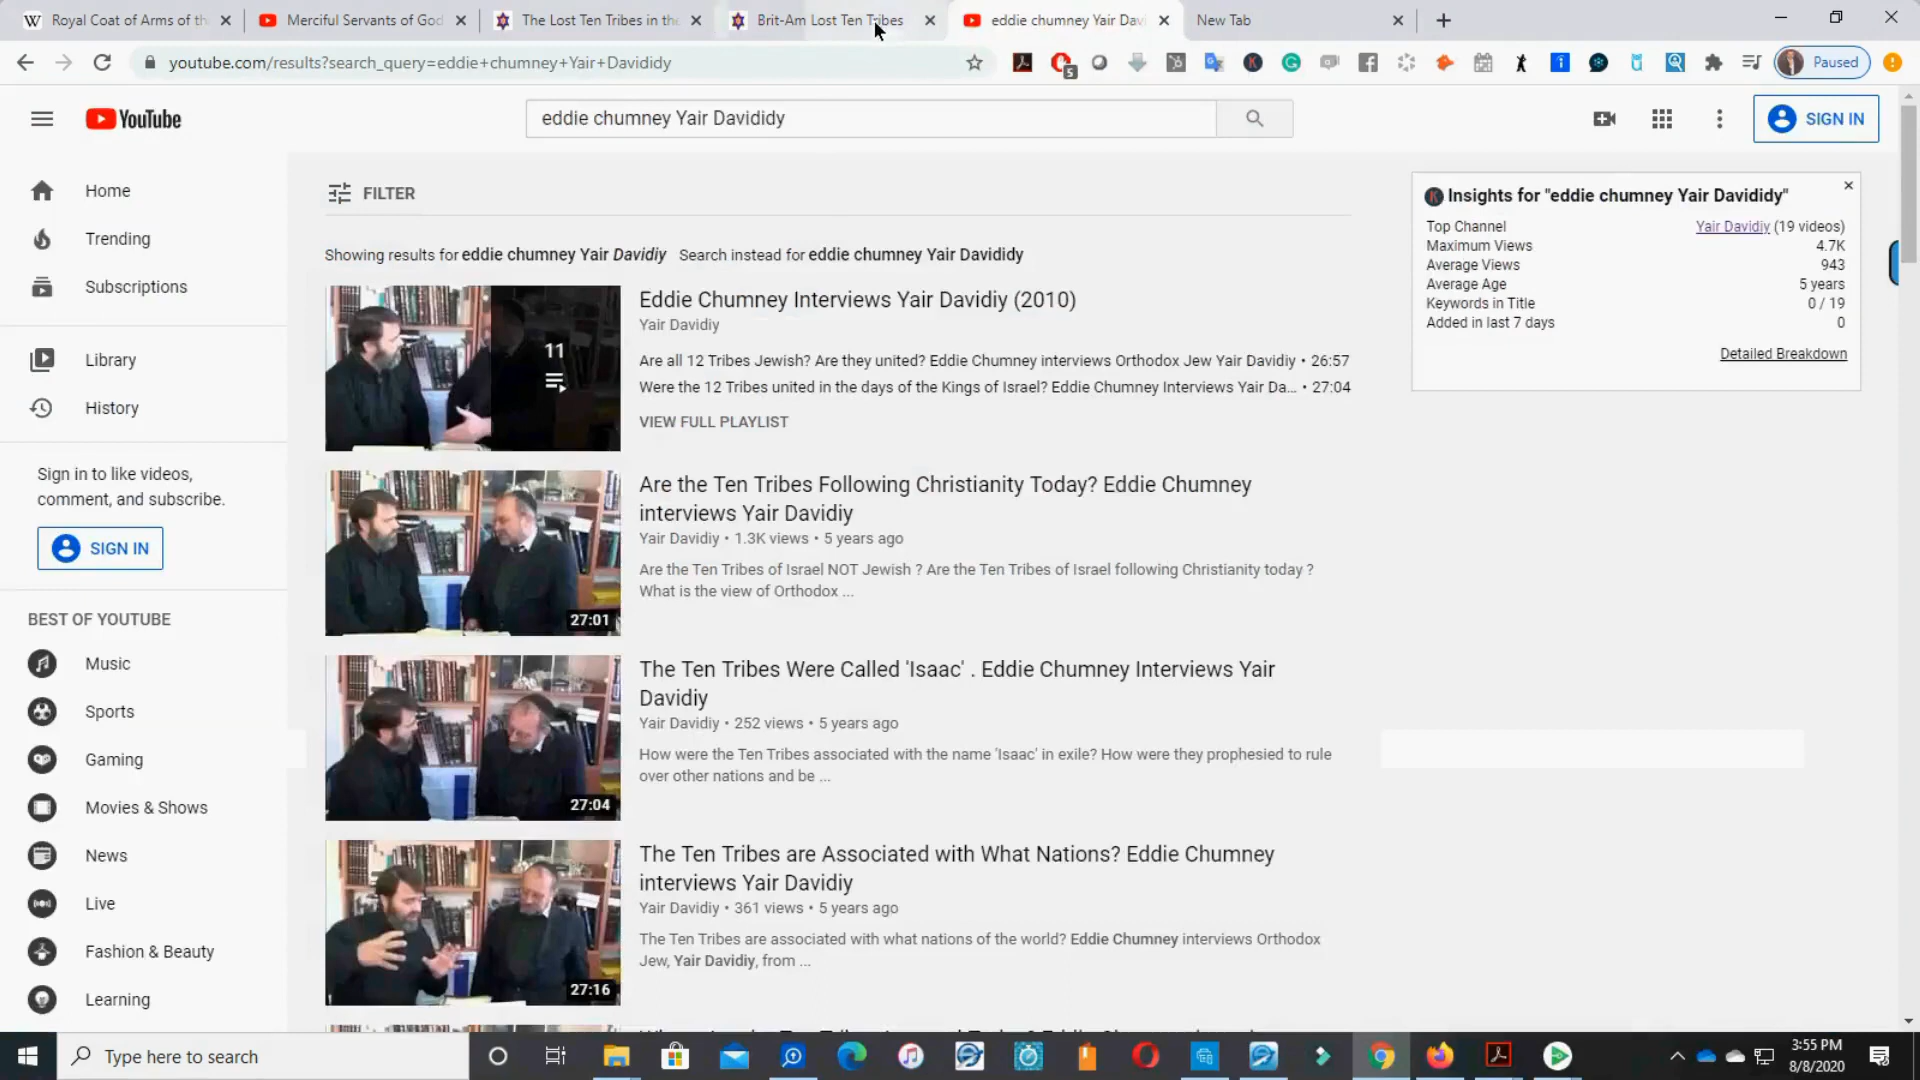 Royal Coat of Arms of th
Merciful Servants of God
The Lost Ten Tribes in the
Brit-Am Lost Ten Tribes
eddie chumney Yair Dav
New Tab
youtube.com/results?search_query=eddie+chumney+Yair+Davididy
5
Paused
YouTube
eddie chumney Yair Davididy
SIGN IN
Home
Trending
Subscriptions
Library
History
Sign in to like videos,
comment, and subscribe.
SIGN IN
BEST OF YOUTUBE
Music
Sports
Gaming
Movies & Shows
News
Live
Fashion & Beauty
Learning
FILTER
Showing results for eddie chumney Yair Davidiy Search instead for eddie chumney Yair Davididy
11
Eddie Chumney Interviews Yair Davidiy (2010)
Yair Davidiy
Are all 12 Tribes Jewish? Are they united? Eddie Chumney interviews Orthodox Jew Yair Davidiy • 26:57
Were the 12 Tribes united in the days of the Kings of Israel? Eddie Chumney Interviews Yair Da... • 27:04
VIEW FULL PLAYLIST
27:01
Are the Ten Tribes Following Christianity Today? Eddie Chumney
interviews Yair Davidiy
Yair Davidiy • 1.3K views • 5 years ago
Are the Ten Tribes of Israel NOT Jewish ? Are the Ten Tribes of Israel following Christianity today ?
What is the view of Orthodox ...
27:04
The Ten Tribes Were Called 'Isaac' . Eddie Chumney Interviews Yair
Davidiy
Yair Davidiy • 252 views • 5 years ago
How were the Ten Tribes associated with the name 'Isaac' in exile? How were they prophesied to rule
over other nations and be ...
27:16
The Ten Tribes are Associated with What Nations? Eddie Chumney
interviews Yair Davidiy
Yair Davidiy • 361 views • 5 years ago
The Ten Tribes are associated with what nations of the world? Eddie Chumney interviews Orthodox
Jew, Yair Davidiy, from ...
Insights for "eddie chumney Yair Davididy"
Top Channel Yair Davidiy (19 videos)
Maximum Views 4.7K
Average Views 943
Average Age 5 years
Keywords in Title 0 / 19
Added in last 7 days 0
Detailed Breakdown
Type here to search
3:55 PM
8/8/2020